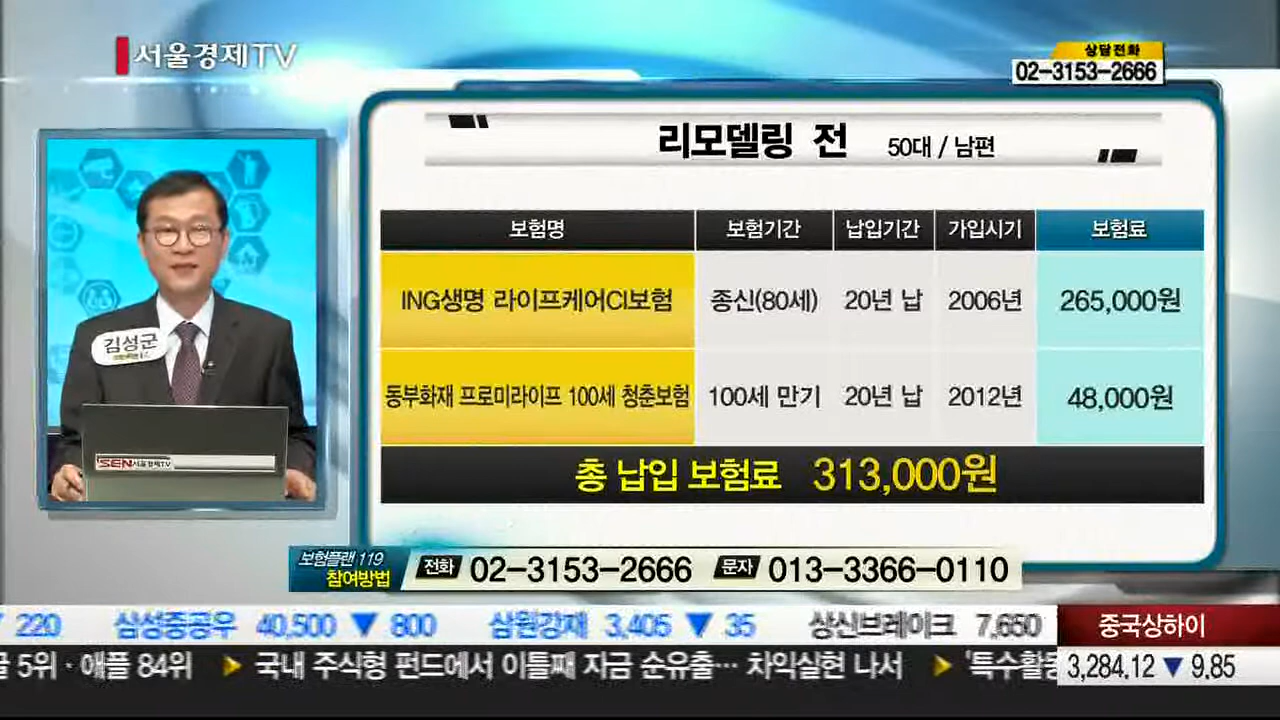 서울경제TV
상담전화
02-3153-2666
리모델링 전 50대 / 남편
보험명 보험기간 납입기간 가입시기 보험료
ING생명 라이프케어CI보험 종신(80세) 20년 납 2006년 265,000원
동부화재 프로미라이프 100세 청춘보험 100세 만기 20년 납 2012년 48,000원
총 납입 보험료 313,000원
김성군
SEN서울경제TV
보험플랜 119
참여방법
전화 02-3153-2666 문자 013-3366-0110
220 삼성중공우 40,500 ▼ 800 삼원강재 3,405 ▼ 35 상신브레이크 7,650
중국상하이
글 5위·애플 84위 ▶ 국내 주식형 펀드에서 이틀째 자금 순유출… 차익실현 나서 ▶ '특수활동
3,284.12 ▼ 9.85